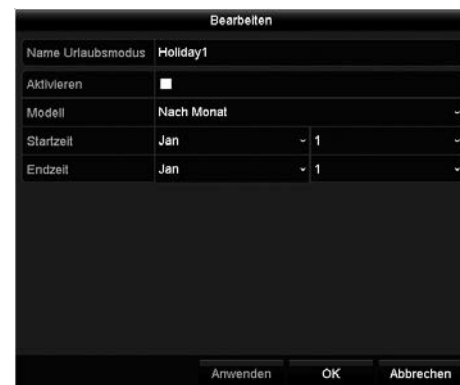 Bearbeiten
Name Urlaubsmodus Holiday1
Aktivieren
Modell Nach Monat
Startzeit Jan 1
Endzeit Jan 1
Anwenden OK Abbrechen